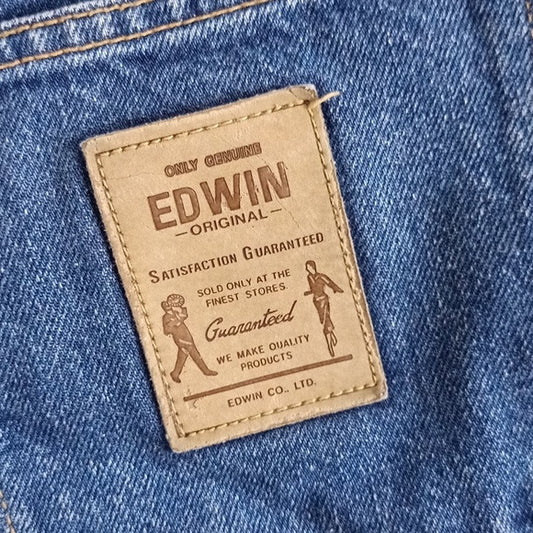 ONLY GENUINE
EDWIN
-ORIGINAL-
SATISFACTION GUARANTEED
SOLD ONLY AT THE
FINEST STORES
Guaranteed
WE MAKE QUALITY
PRODUCTS
EDWIN CO., LTD.